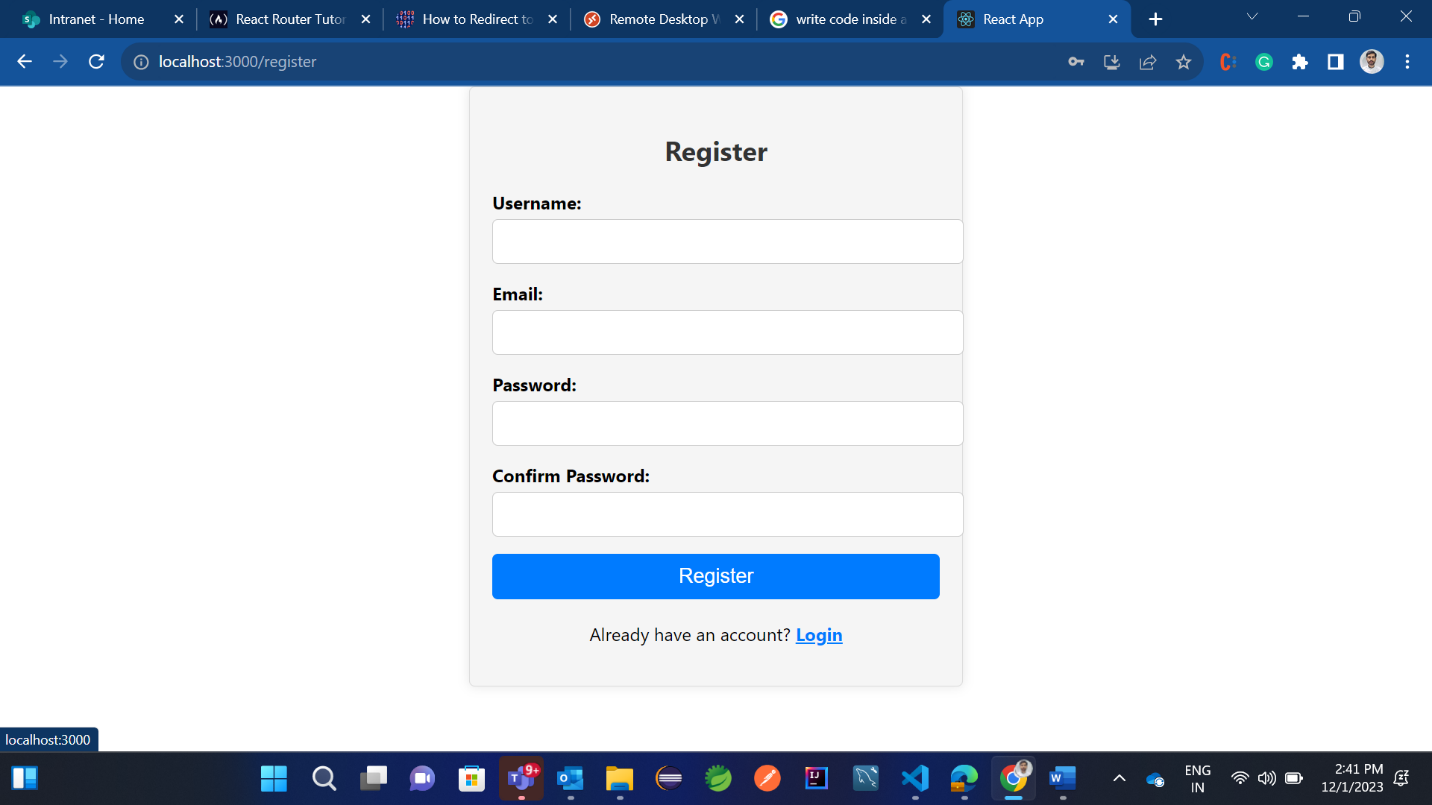 Intranet - Home
React Router Tutor
How to Redirect to
Remote Desktop W
write code inside a
React App
localhost:3000/register
Register
Username:
Email:
Password:
Confirm Password:
Register
Already have an account? Login
localhost:3000
9+
ENG
IN
2:41 PM
12/1/2023